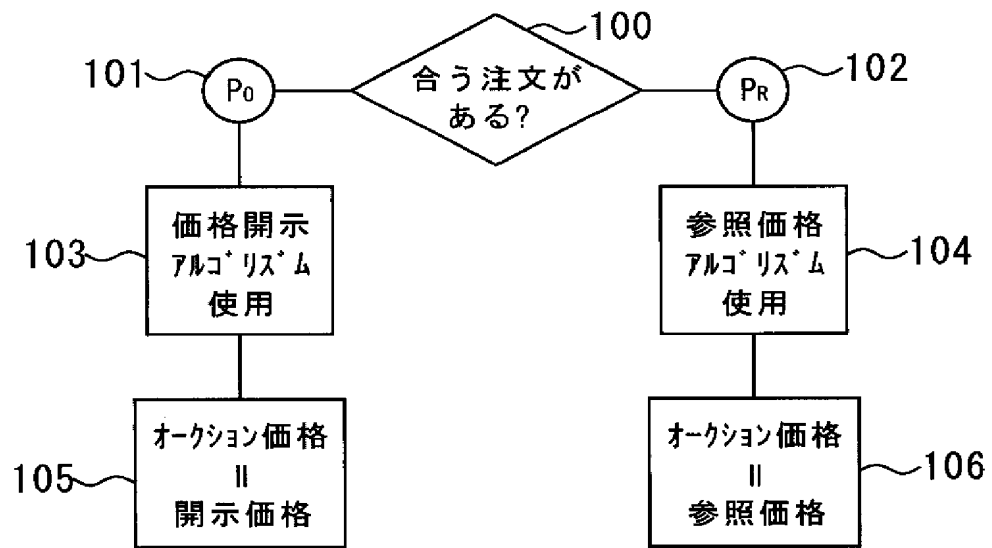 100
101
P0
合う注文が
ある?
PR
102
価格開示
ｱﾙｺﾞﾘｽﾞﾑ
使用
103
参照価格
ｱﾙｺﾞﾘｽﾞﾑ
使用
104
ｵｰｸｼｮﾝ価格
॥
開示価格
105
ｵｰｸｼｮﾝ価格
॥
参照価格
106